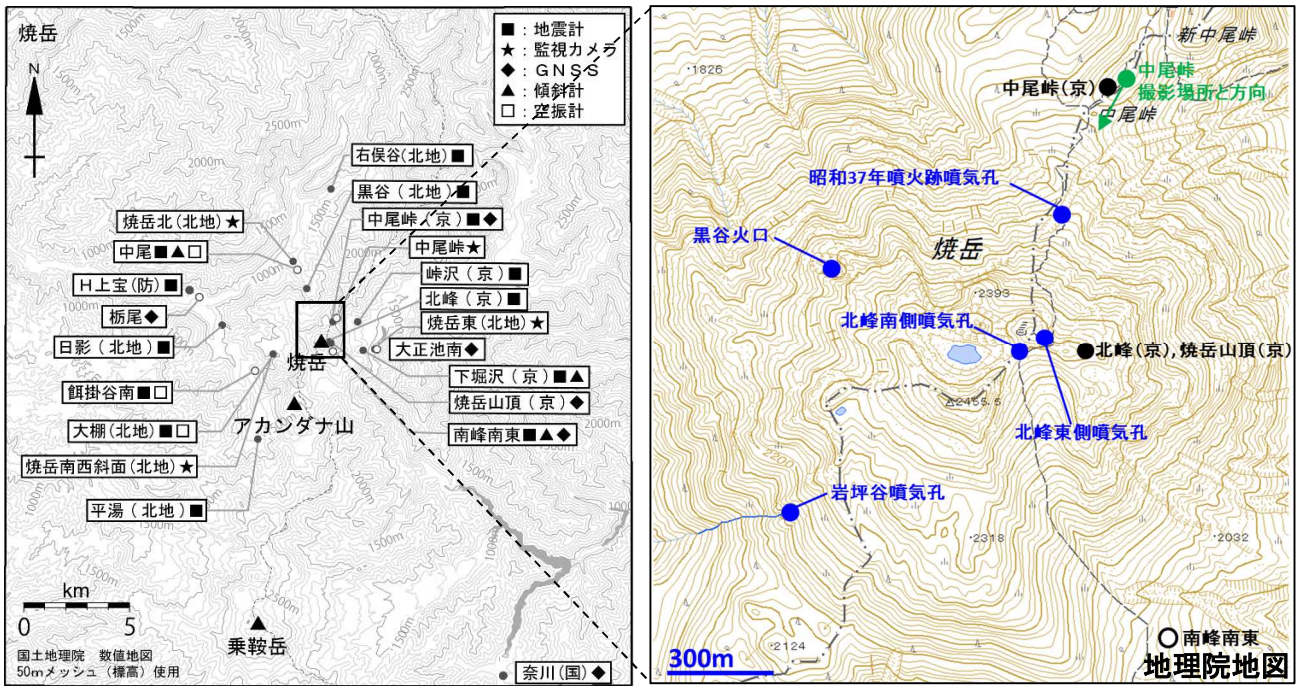 焼岳
N
■：地震計
★：監視カメラ
◆：ＧＮＳＳ
▲：傾斜計
□：空振計
2500m
2000m
1500m
右俣谷(北地)■
黒谷（北地）■
中尾峠（京）■◆
中尾峠★
峠沢（京）■
北峰（京）■
焼岳東(北地)★
大正池南◆
下堀沢（京）■▲
焼岳山頂（京）◆
南峰南東■▲◆
焼岳北(北地)★
中尾■▲□
Ｈ上宝(防)■
栃尾◆
日影（北地）■
餌掛谷南■□
大棚(北地)■□
焼岳南西斜面(北地)★
平湯（北地）■
焼岳
アカンダナ山
乗鞍岳
奈川(国)◆
1000m
km
0
5
国土地理院　数値地図
50mメッシュ（標高）使用
・1826
新中尾峠
中尾峠(京)
中尾峠
撮影場所と方向
中尾峠
昭和37年噴火跡噴気孔
黒谷火口
焼岳
・2393
北峰南側噴気孔
北峰(京),焼岳山頂(京)
△2455.5
北峰東側噴気孔
2200
岩坪谷噴気孔
・2318
・2032
・2124
300m
南峰南東
地理院地図